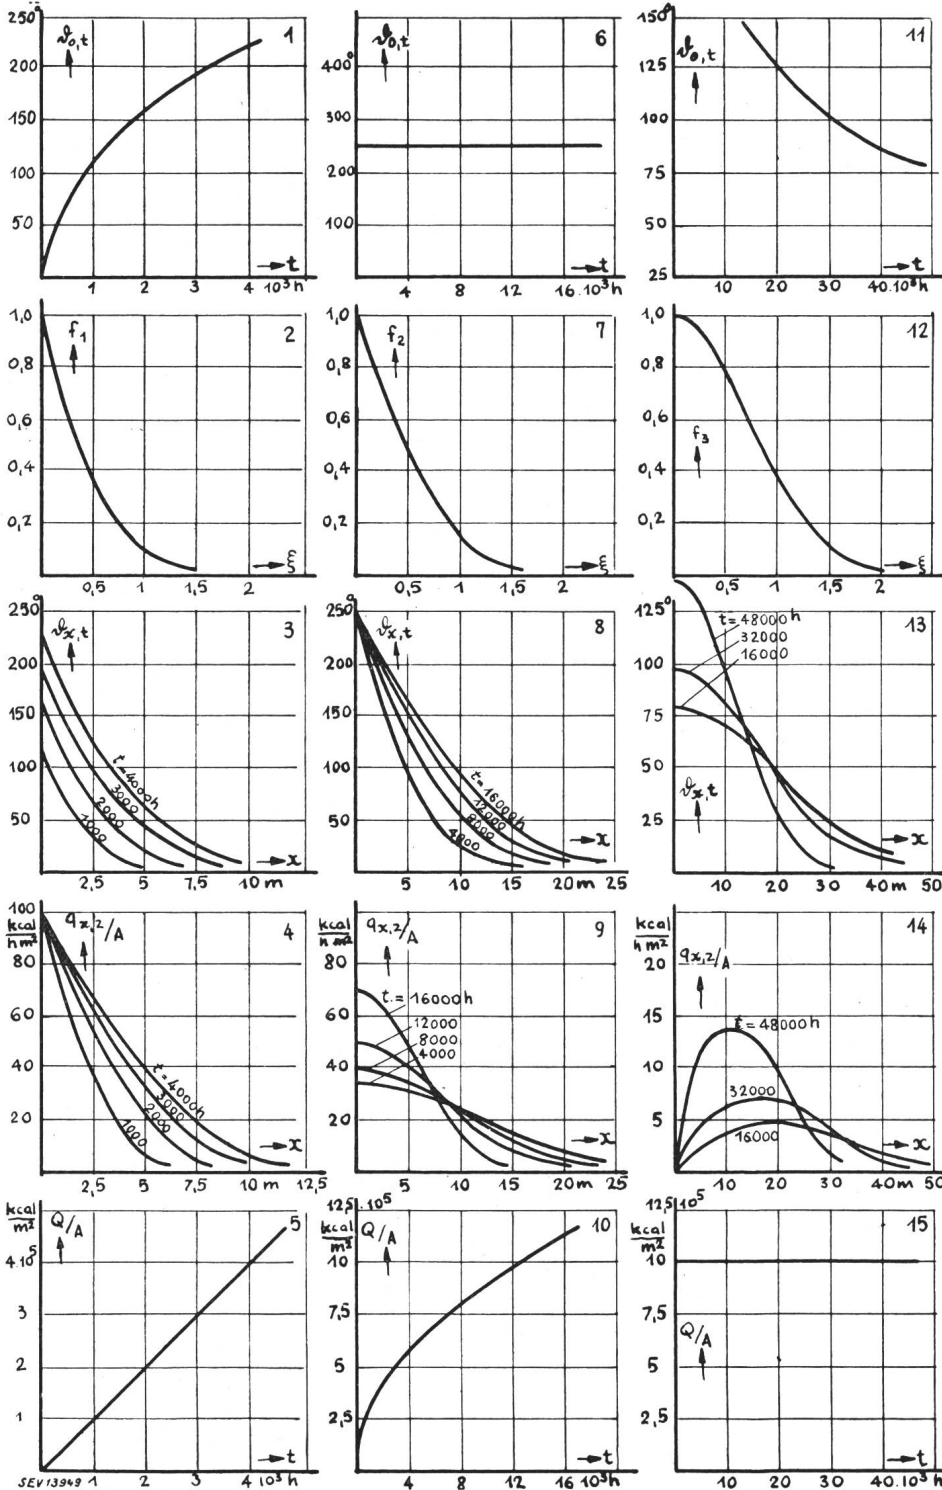 250°
200
150
100
50
ϑ₀,t
1
→ t
1 2 3 4 10³h
400°
300
200
100
ϑ₀,t
6
→ t
4 8 12 16.10³h
150°
125
100
75
50
25
ϑ₀,t
11
→ t
10 20 30 40.10³h
1,0
0,8
0,6
0,4
0,2
f₁
2
→ ξ
0,5 1 1,5 2
1,0
0,8
0,6
0,4
0,2
f₂
7
→ ξ
0,5 1 1,5 2
1,0
0,8
0,6
0,4
0,2
f₃
12
→ ξ
0,5 1 1,5 2
250°
200
150
100
50
ϑx,t
3
t=4000h
3000
2000
1000
→ x
2,5 5 7,5 10 m
250°
200
150
100
50
ϑx,t
8
t=16000h
12000
8000
4000
→ x
5 10 15 20 m 25
125°
100
75
50
25
13
t=48000h
32000
16000
ϑx,t
→ x
10 20 30 40 m 50
100
kcal/hm²
80
60
40
20
qx,2/A
4
t=4000h
3000
2000
1000
→ x
2,5 5 7,5 10 m 12,5
kcal/hm²
80
60
40
20
qx,2/A
9
t=16000h
12000
8000
4000
→ x
5 10 15 20 m 25
kcal/hm²
20
15
10
5
qx,2/A
14
t=48000h
32000
16000
→ x
10 20 30 40 m 50
kcal/m²
4.10⁵
3
2
1
Q/A
5
→ t
1 2 3 4 10³h
12,5.10⁵
kcal/m²
10
7,5
5
2,5
Q/A
10
→ t
4 8 12 16 10³h
12,5 10⁵
kcal/m²
10
7,5
5
2,5
Q/A
15
→ t
10 20 30 40.10³h
SEV13949